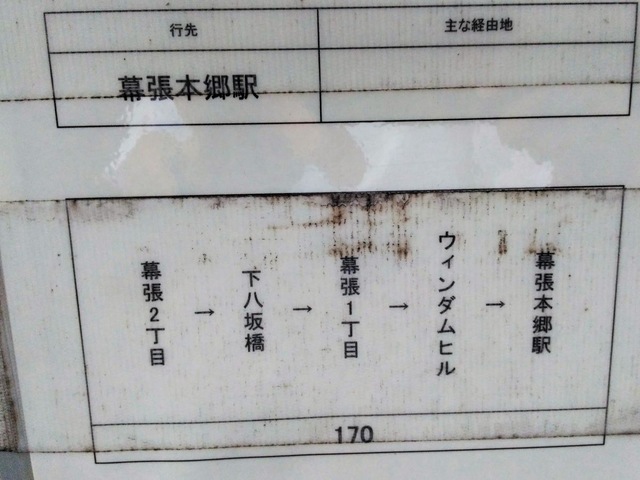 行先
主な経由地
幕張本郷駅
幕張2丁目
→
下八坂橋
→
幕張1丁目
→
ウィンダムヒル
→
幕張本郷駅
170